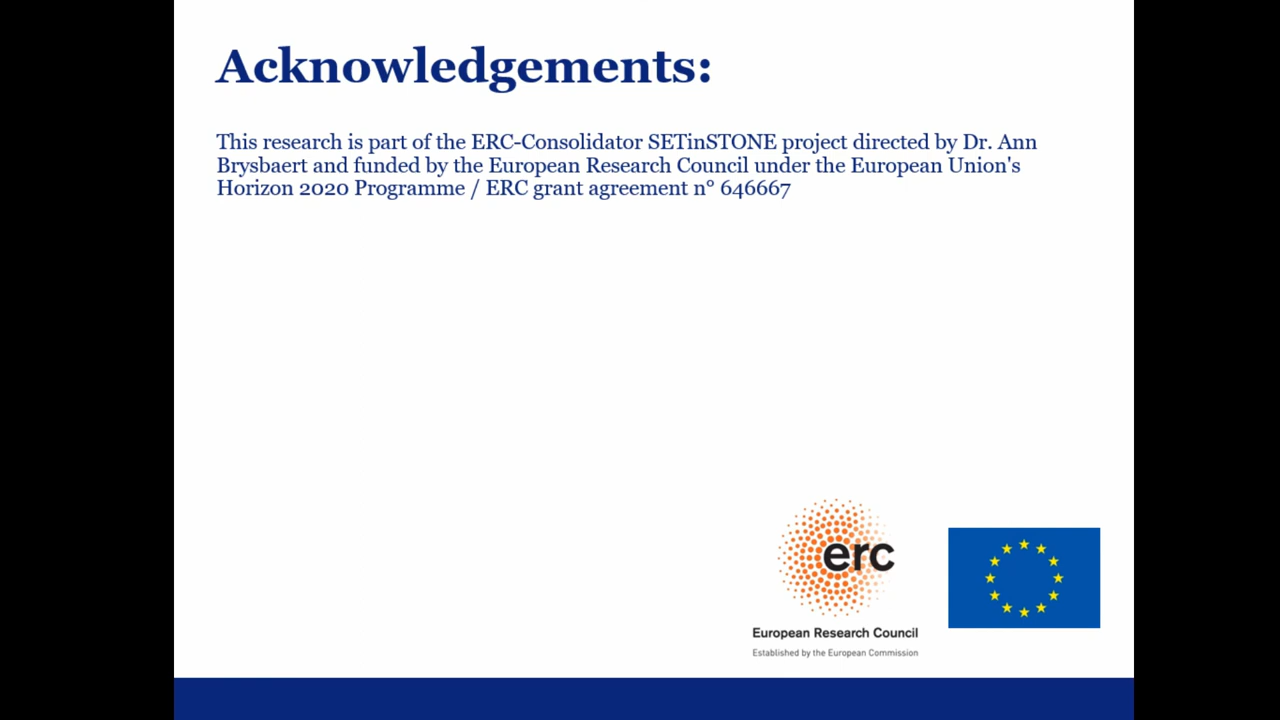 Acknowledgements:
This research is part of the ERC-Consolidator SETinSTONE project directed by Dr. Ann
Brysbaert and funded by the European Research Council under the European Union's
Horizon 2020 Programme / ERC grant agreement n° 646667
erc
European Research Council
Established by the European Commission